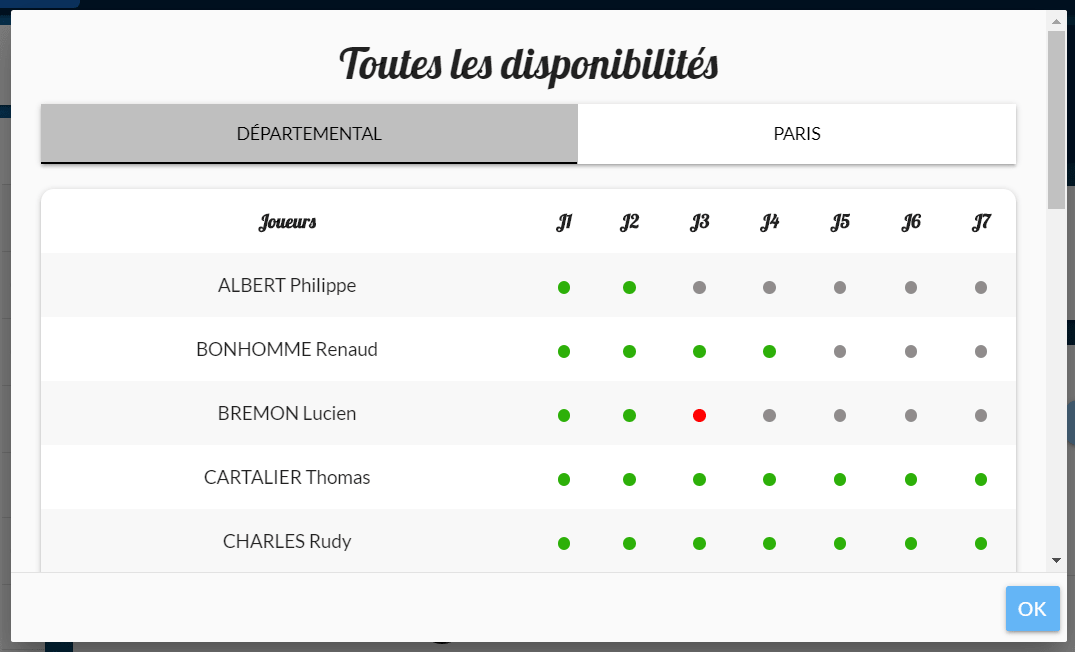 Toutes les disponibilités
DÉPARTEMENTAL PARIS
Joueurs J1 J2 J3 J4 J5 J6 J7
ALBERT Philippe
BONHOMME Renaud
BREMON Lucien
CARTALIER Thomas
CHARLES Rudy
OK